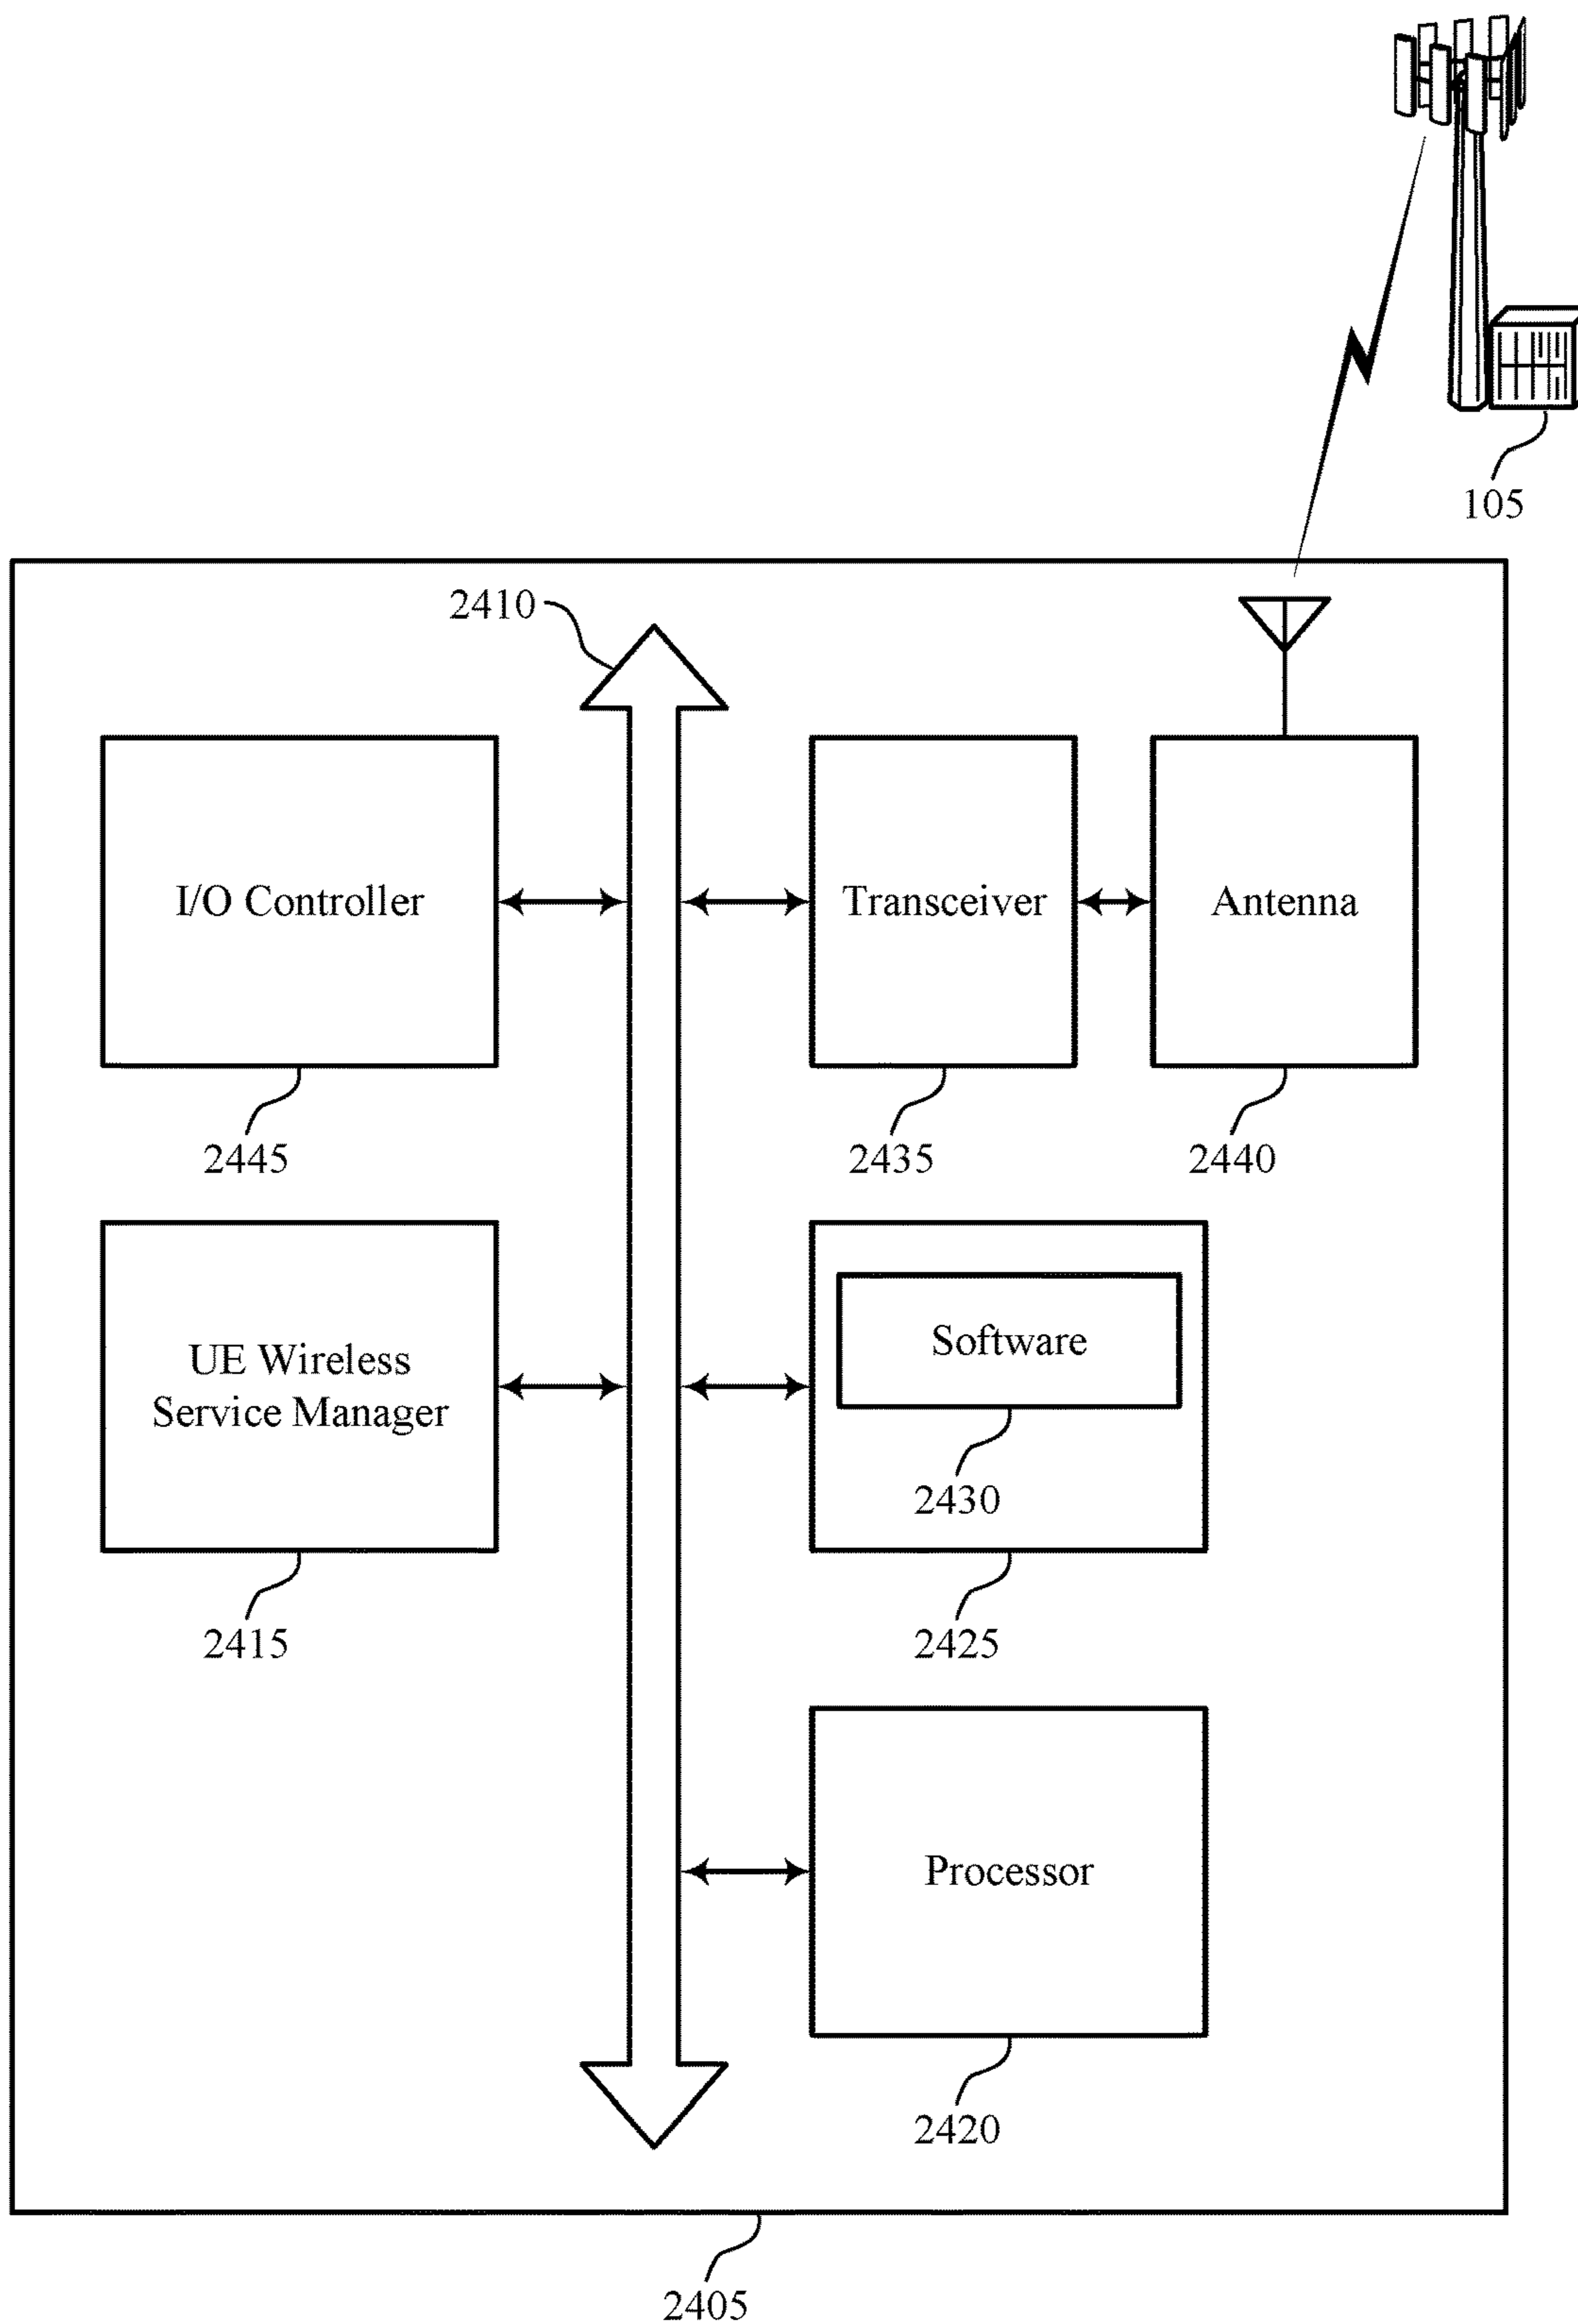 105
2410
I/O Controller
Transceiver
Antenna
2445
2435
2440
UE Wireless
Service Manager
Software
2430
2415
2425
Processor
2420
2405